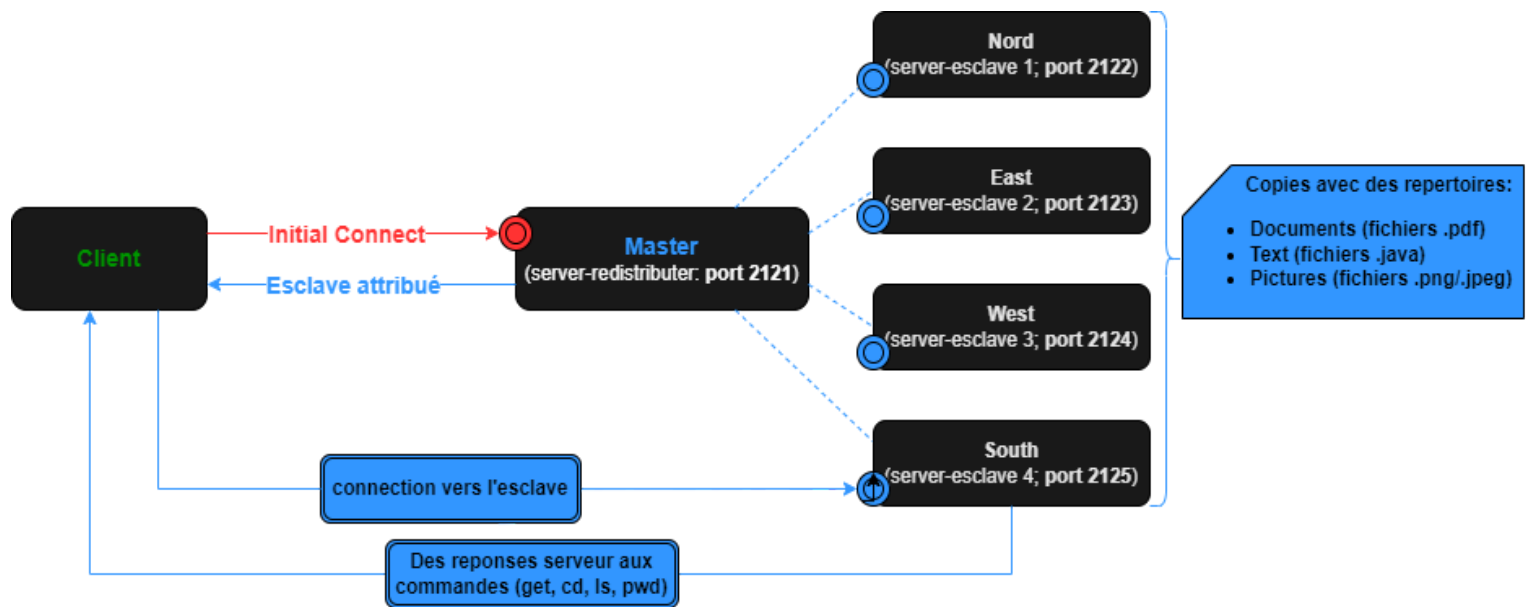 Nord
(server-esclave 1; port 2122)
East
(server-esclave 2; port 2123)
Copies avec des repertoires:
Documents (fichiers .pdf)
Text (fichiers .java)
Pictures (fichiers .png/.jpeg)
Client
Initial Connect
Esclave attribué
Master
(server-redistributer: port 2121)
West
(server-esclave 3; port 2124)
South
(server-esclave 4; port 2125)
connection vers l'esclave
Des reponses serveur aux
commandes (get, cd, ls, pwd)